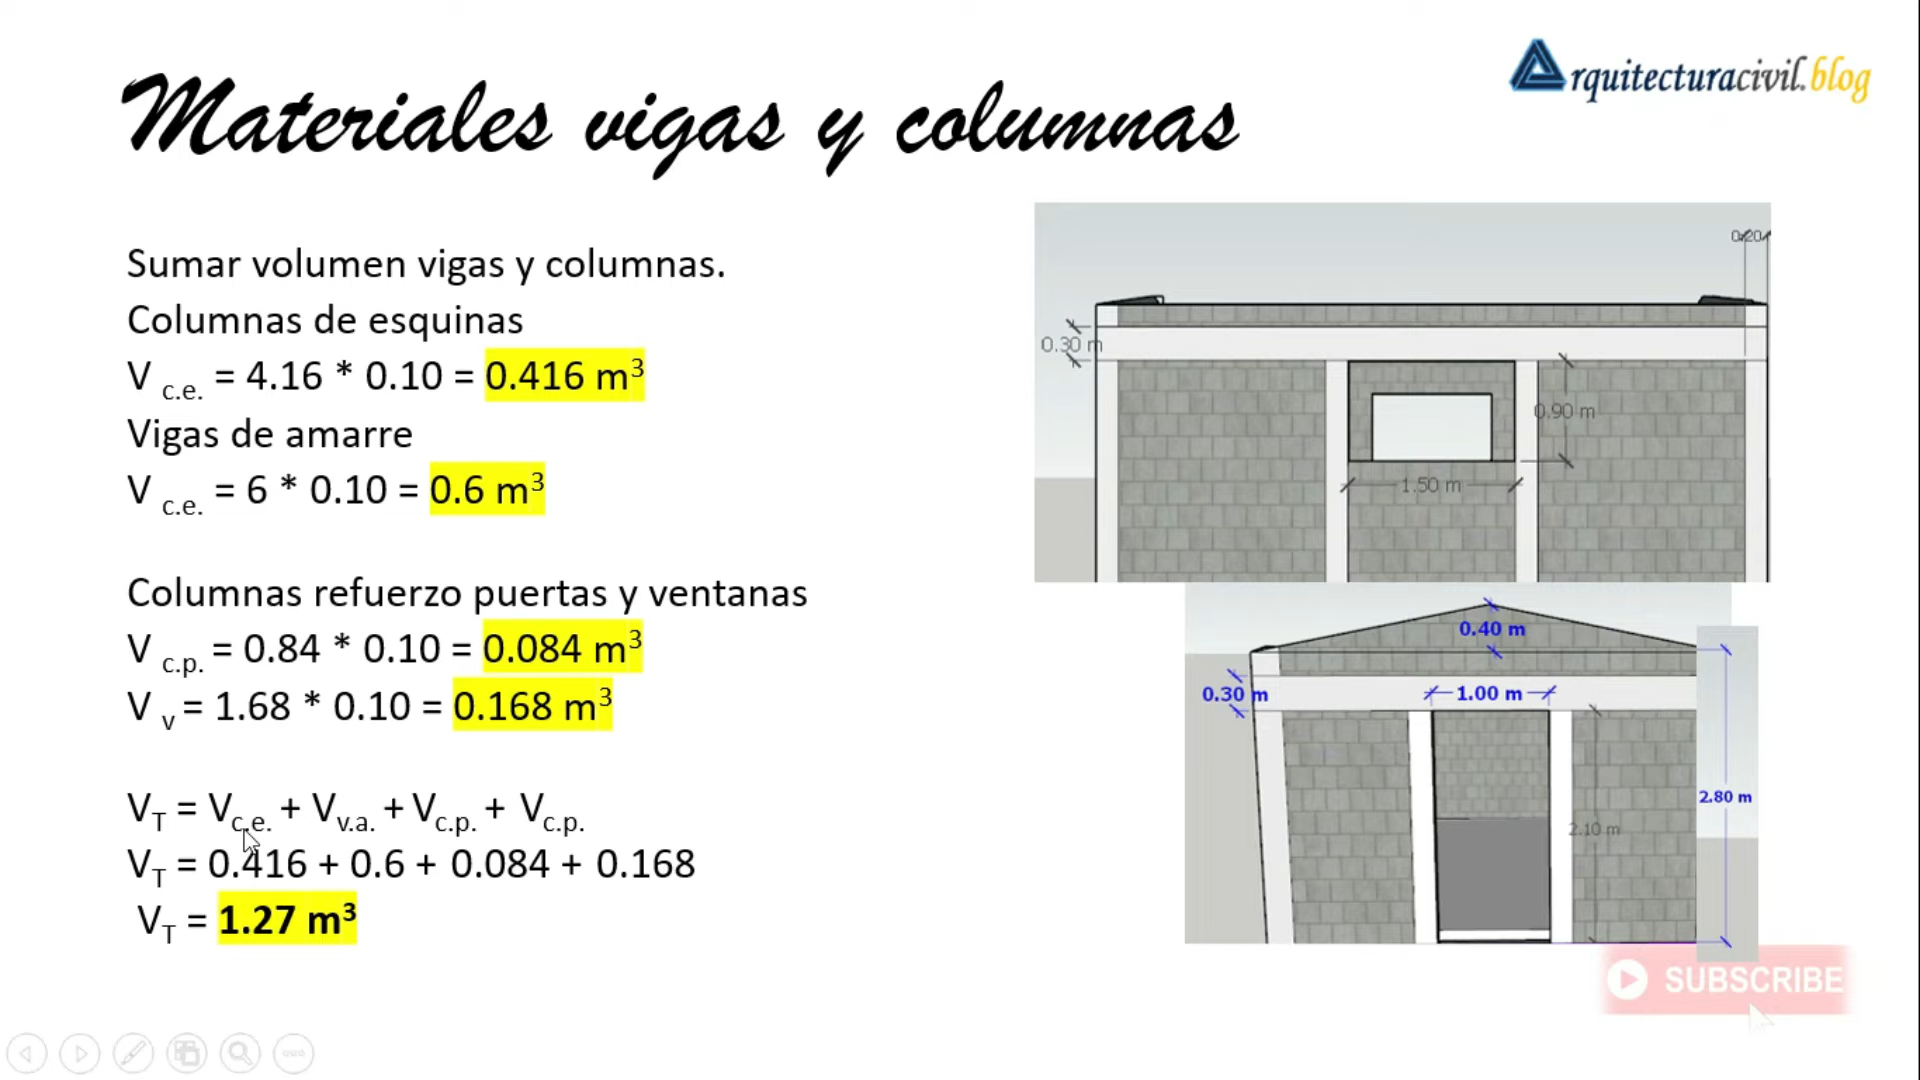 Materiales vigas y columnas
rquitecturacivil.blog
Sumar volumen vigas y columnas.
Columnas de esquinas
V c.e. = 4.16 * 0.10 = 0.416 m³
Vigas de amarre
V c.e. = 6 * 0.10 = 0.6 m³
Columnas refuerzo puertas y ventanas
V c.p. = 0.84 * 0.10 = 0.084 m³
V v = 1.68 * 0.10 = 0.168 m³
VT = Vc.e. + Vv.a. + Vc.p. + Vc.p.
VT = 0.416 + 0.6 + 0.084 + 0.168
VT = 1.27 m³
0.20
0.30 m
0.90 m
1.50 m
0.40 m
0.30 m
1.00 m
2.80 m
2.10 m
SUBSCRIBE